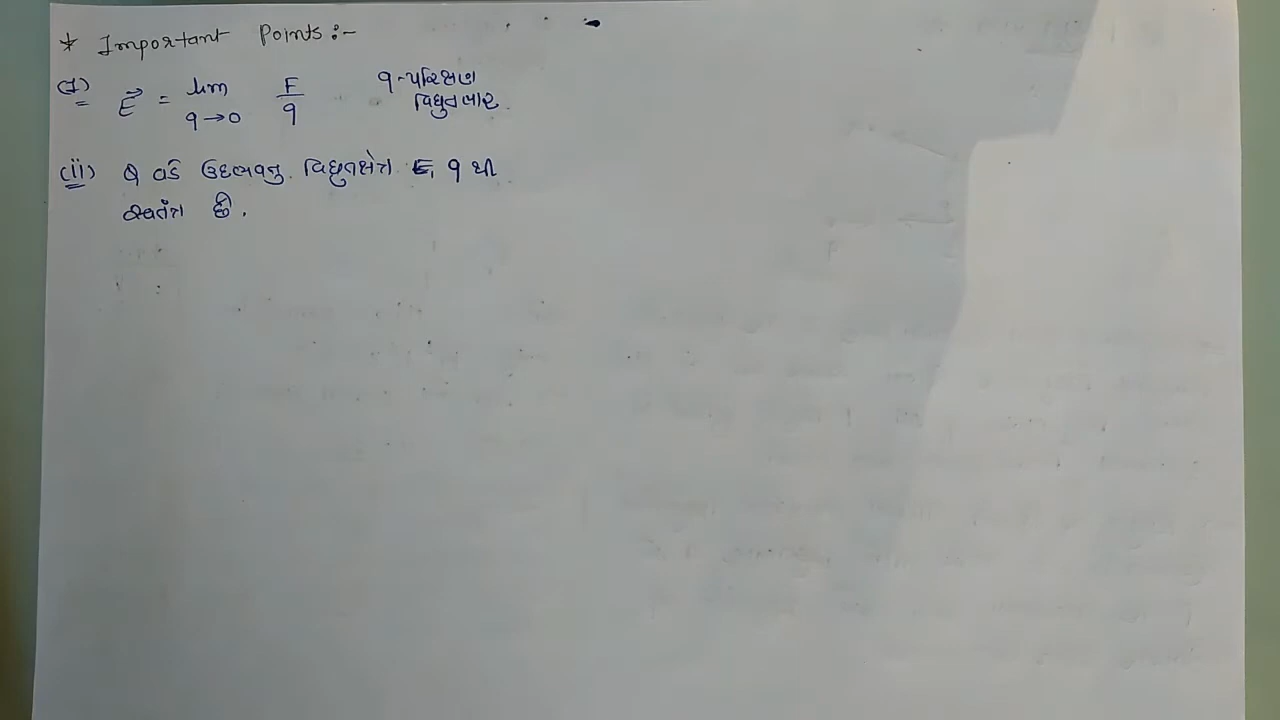 * Important Points :-
(I) E⃗ = lim q→0 F/q q - પરિક્ષણ
વિદ્યુતભાર.
(ii) Q વડે ઉદભવતુ વિદ્યુતક્ષેત્ર E, q થી
સ્વતંત્ર છે.